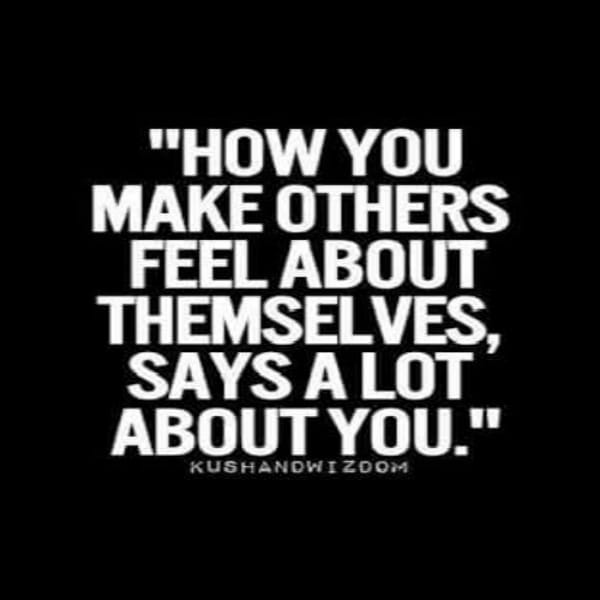 "HOW YOU
MAKE OTHERS
FEEL ABOUT
THEMSELVES,
SAYS A LOT
ABOUT YOU."
KUSHANDWIZDOM